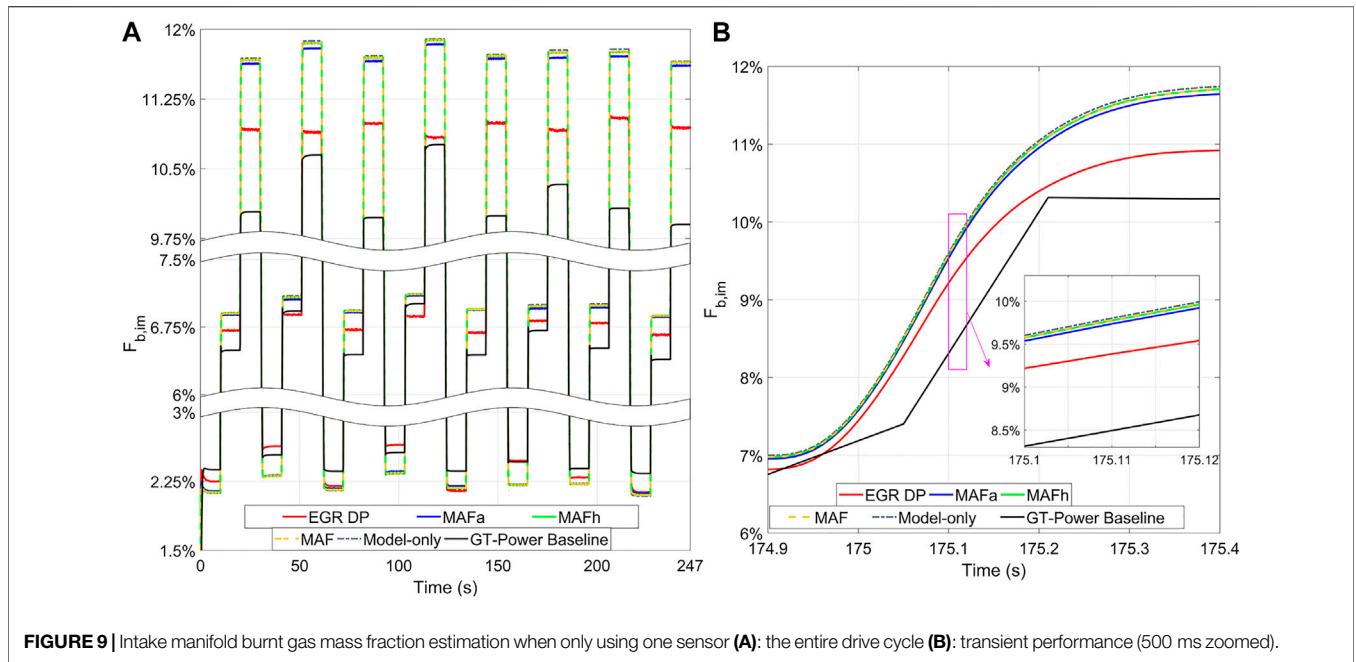 A
12%
11.25%
10.5%
9.75%
7.5%
6.75%
6%
3%
2.25%
1.5%
F_b,im
EGR DP MAFa MAFh
MAF Model-only GT-Power Baseline
0 50 100 150 200 247
Time (s)
B
12%
11%
10%
9%
8%
7%
6%
F_b,im
10%
9.5%
9%
8.5%
175.1 175.11 175.12
EGR DP MAFa MAFh
MAF Model-only GT-Power Baseline
174.9 175 175.1 175.2 175.3 175.4
Time (s)
FIGURE 9 | Intake manifold burnt gas mass fraction estimation when only using one sensor (A): the entire drive cycle (B): transient performance (500 ms zoomed).